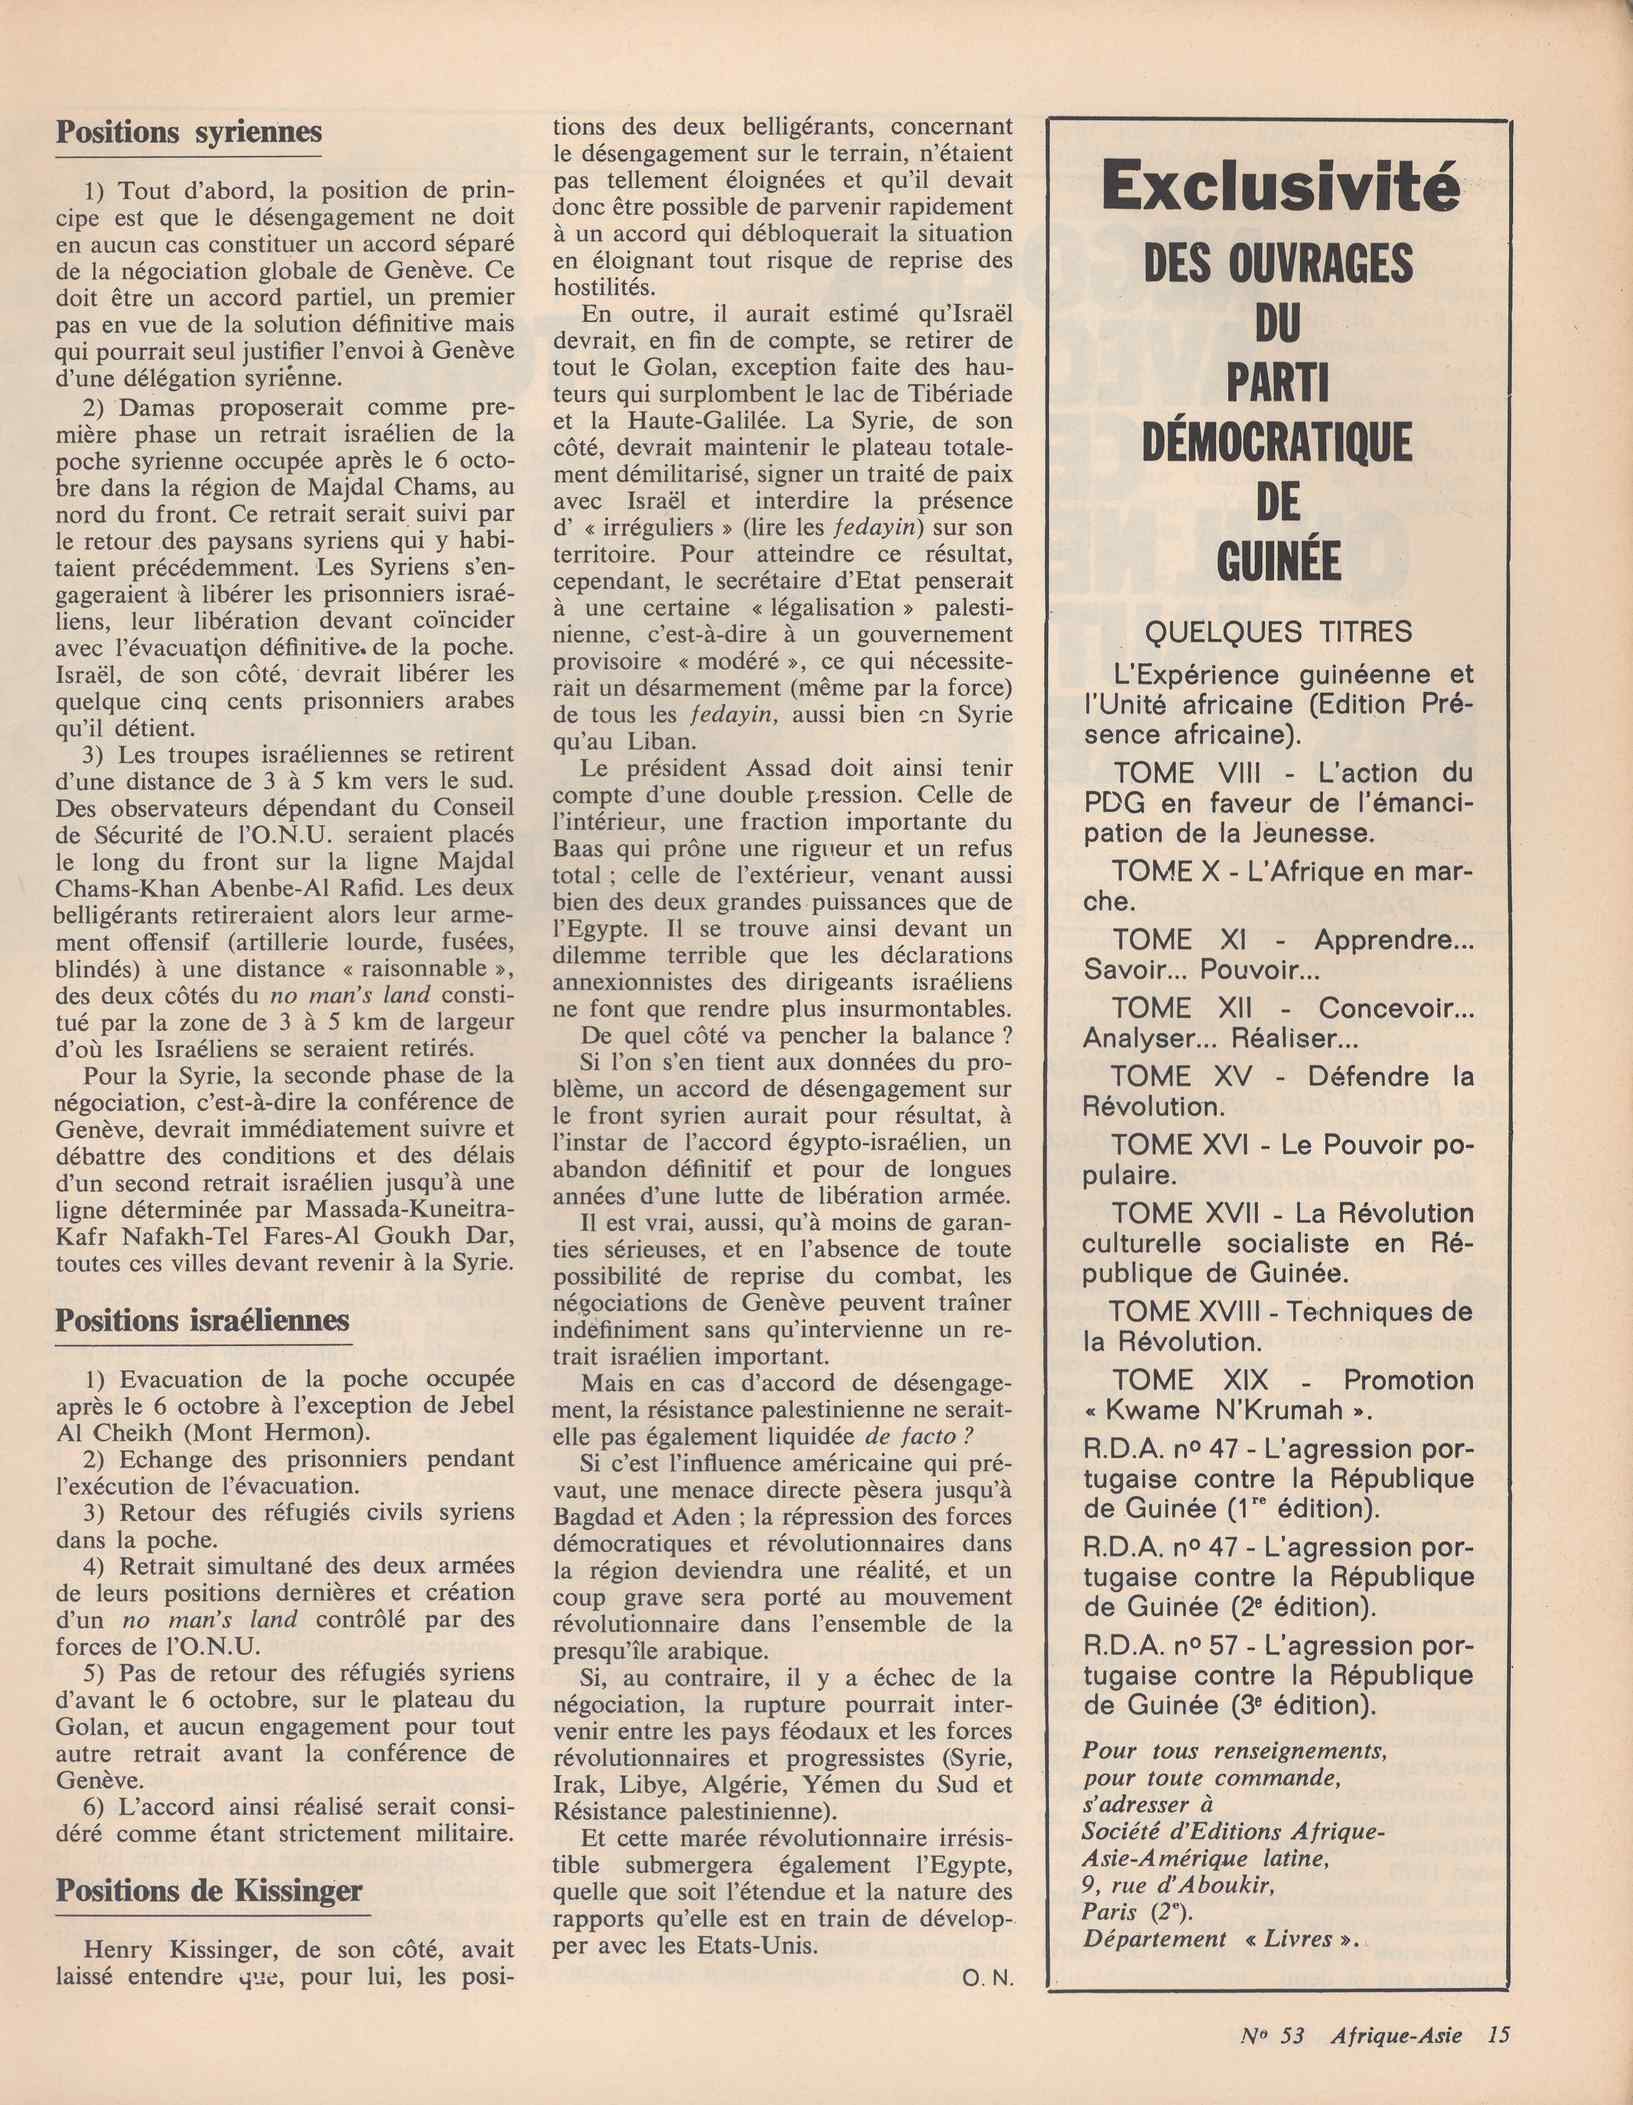 Positions syriennes
1) Tout d'abord, la position de prin-
cipe est que le désengagement ne doit
en aucun cas constituer un accord séparé
de la négociation globale de Genève. Ce
doit être un accord partiel, un premier
pas en vue de la solution définitive mais
qui pourrait seul justifier l'envoi à Genève
d'une délégation syrienne.
2) Damas proposerait comme pre-
mière phase un retrait israélien de la
poche syrienne occupée après le 6 octo-
bre dans la région de Majdal Chams, au
nord du front. Ce retrait serait suivi par
le retour des paysans syriens qui y habi-
taient précédemment. Les Syriens s'en-
gageraient à libérer les prisonniers israé-
liens, leur libération devant coïncider
avec l'évacuation définitive de la poche.
Israël, de son côté, devrait libérer les
quelque cinq cents prisonniers arabes
qu'il détient.
3) Les troupes israéliennes se retirent
d'une distance de 3 à 5 km vers le sud.
Des observateurs dépendant du Conseil
de Sécurité de l'O.N.U. seraient placés
le long du front sur la ligne Majdal
Chams-Khan Abenbe-Al Rafid. Les deux
belligérants retireraient alors leur arme-
ment offensif (artillerie lourde, fusées,
blindés) à une distance « raisonnable »,
des deux côtés du no man's land consti-
tué par la zone de 3 à 5 km de largeur
d'où les Israéliens se seraient retirés.
Pour la Syrie, la seconde phase de la
négociation, c'est-à-dire la conférence de
Genève, devrait immédiatement suivre et
débattre des conditions et des délais
d'un second retrait israélien jusqu'à une
ligne déterminée par Massada-Kuneitra-
Kafr Nafakh-Tel Fares-Al Goukh Dar,
toutes ces villes devant revenir à la Syrie.
Positions israéliennes
1) Evacuation de la poche occupée
après le 6 octobre à l'exception de Jebel
Al Cheikh (Mont Hermon).
2) Echange des prisonniers pendant
l'exécution de l'évacuation.
3) Retour des réfugiés civils syriens
dans la poche.
4) Retrait simultané des deux armées
de leurs positions dernières et création
d'un no man's land contrôlé par des
forces de l'O.N.U.
5) Pas de retour des réfugiés syriens
d'avant le 6 octobre, sur le plateau du
Golan, et aucun engagement pour tout
autre retrait avant la conférence de
Genève.
6) L'accord ainsi réalisé serait consi-
déré comme étant strictement militaire.
Positions de Kissinger
Henry Kissinger, de son côté, avait
laissé entendre que, pour lui, les posi-
tions des deux belligérants, concernant
le désengagement sur le terrain, n'étaient
pas tellement éloignées et qu'il devait
donc être possible de parvenir rapidement
à un accord qui débloquerait la situation
en éloignant tout risque de reprise des
hostilités.
En outre, il aurait estimé qu'Israël
devrait, en fin de compte, se retirer de
tout le Golan, exception faite des hau-
teurs qui surplombent le lac de Tibériade
et la Haute-Galilée. La Syrie, de son
côté, devrait maintenir le plateau totale-
ment démilitarisé, signer un traité de paix
avec Israël et interdire la présence
d' « irréguliers » (lire les fedayin) sur son
territoire. Pour atteindre ce résultat,
cependant, le secrétaire d'Etat penserait
à une certaine « légalisation » palesti-
nienne, c'est-à-dire à un gouvernement
provisoire « modéré », ce qui nécessite-
rait un désarmement (même par la force)
de tous les fedayin, aussi bien en Syrie
qu'au Liban.
Le président Assad doit ainsi tenir
compte d'une double pression. Celle de
l'intérieur, une fraction importante du
Baas qui prône une rigueur et un refus
total ; celle de l'extérieur, venant aussi
bien des deux grandes puissances que de
l'Egypte. Il se trouve ainsi devant un
dilemme terrible que les déclarations
annexionnistes des dirigeants israéliens
ne font que rendre plus insurmontables.
De quel côté va pencher la balance ?
Si l'on s'en tient aux données du pro-
blème, un accord de désengagement sur
le front syrien aurait pour résultat, à
l'instar de l'accord égypto-israélien, un
abandon définitif et pour de longues
années d'une lutte de libération armée.
Il est vrai, aussi, qu'à moins de garan-
ties sérieuses, et en l'absence de toute
possibilité de reprise du combat, les
négociations de Genève peuvent traîner
indéfiniment sans qu'intervienne un re-
trait israélien important.
Mais en cas d'accord de désengage-
ment, la résistance palestinienne ne serait-
elle pas également liquidée de facto ?
Si c'est l'influence américaine qui pré-
vaut, une menace directe pèsera jusqu'à
Bagdad et Aden ; la répression des forces
démocratiques et révolutionnaires dans
la région deviendra une réalité, et un
coup grave sera porté au mouvement
révolutionnaire dans l'ensemble de la
presqu'île arabique.
Si, au contraire, il y a échec de la
négociation, la rupture pourrait inter-
venir entre les pays féodaux et les forces
révolutionnaires et progressistes (Syrie,
Irak, Libye, Algérie, Yémen du Sud et
Résistance palestinienne).
Et cette marée révolutionnaire irrésis-
tible submergera également l'Egypte,
quelle que soit l'étendue et la nature des
rapports qu'elle est en train de dévelop-
per avec les Etats-Unis.
O. N.
Exclusivité
DES OUVRAGES
DU
PARTI
DÉMOCRATIQUE
DE
GUINÉE
QUELQUES TITRES
L'Expérience guinéenne et
l'Unité africaine (Edition Pré-
sence africaine).
TOME VIII - L'action du
PDG en faveur de l'émanci-
pation de la Jeunesse.
TOME X - L'Afrique en mar-
che.
TOME XI - Apprendre...
Savoir... Pouvoir...
TOME XII - Concevoir...
Analyser... Réaliser...
TOME XV - Défendre la
Révolution.
TOME XVI - Le Pouvoir po-
pulaire.
TOME XVII - La Révolution
culturelle socialiste en Ré-
publique de Guinée.
TOME XVIII - Techniques de
la Révolution.
TOME XIX - Promotion
« Kwame N'Krumah ».
R.D.A. nº 47 - L'agression por-
tugaise contre la République
de Guinée (1re édition).
R.D.A. nº 47 - L'agression por-
tugaise contre la République
de Guinée (2e édition).
R.D.A. nº 57 - L'agression por-
tugaise contre la République
de Guinée (3e édition).
Pour tous renseignements,
pour toute commande,
s'adresser à
Société d'Editions Afrique-
Asie-Amérique latine,
9, rue d'Aboukir,
Paris (2e).
Département « Livres ».
Nº 53 Afrique-Asie 15